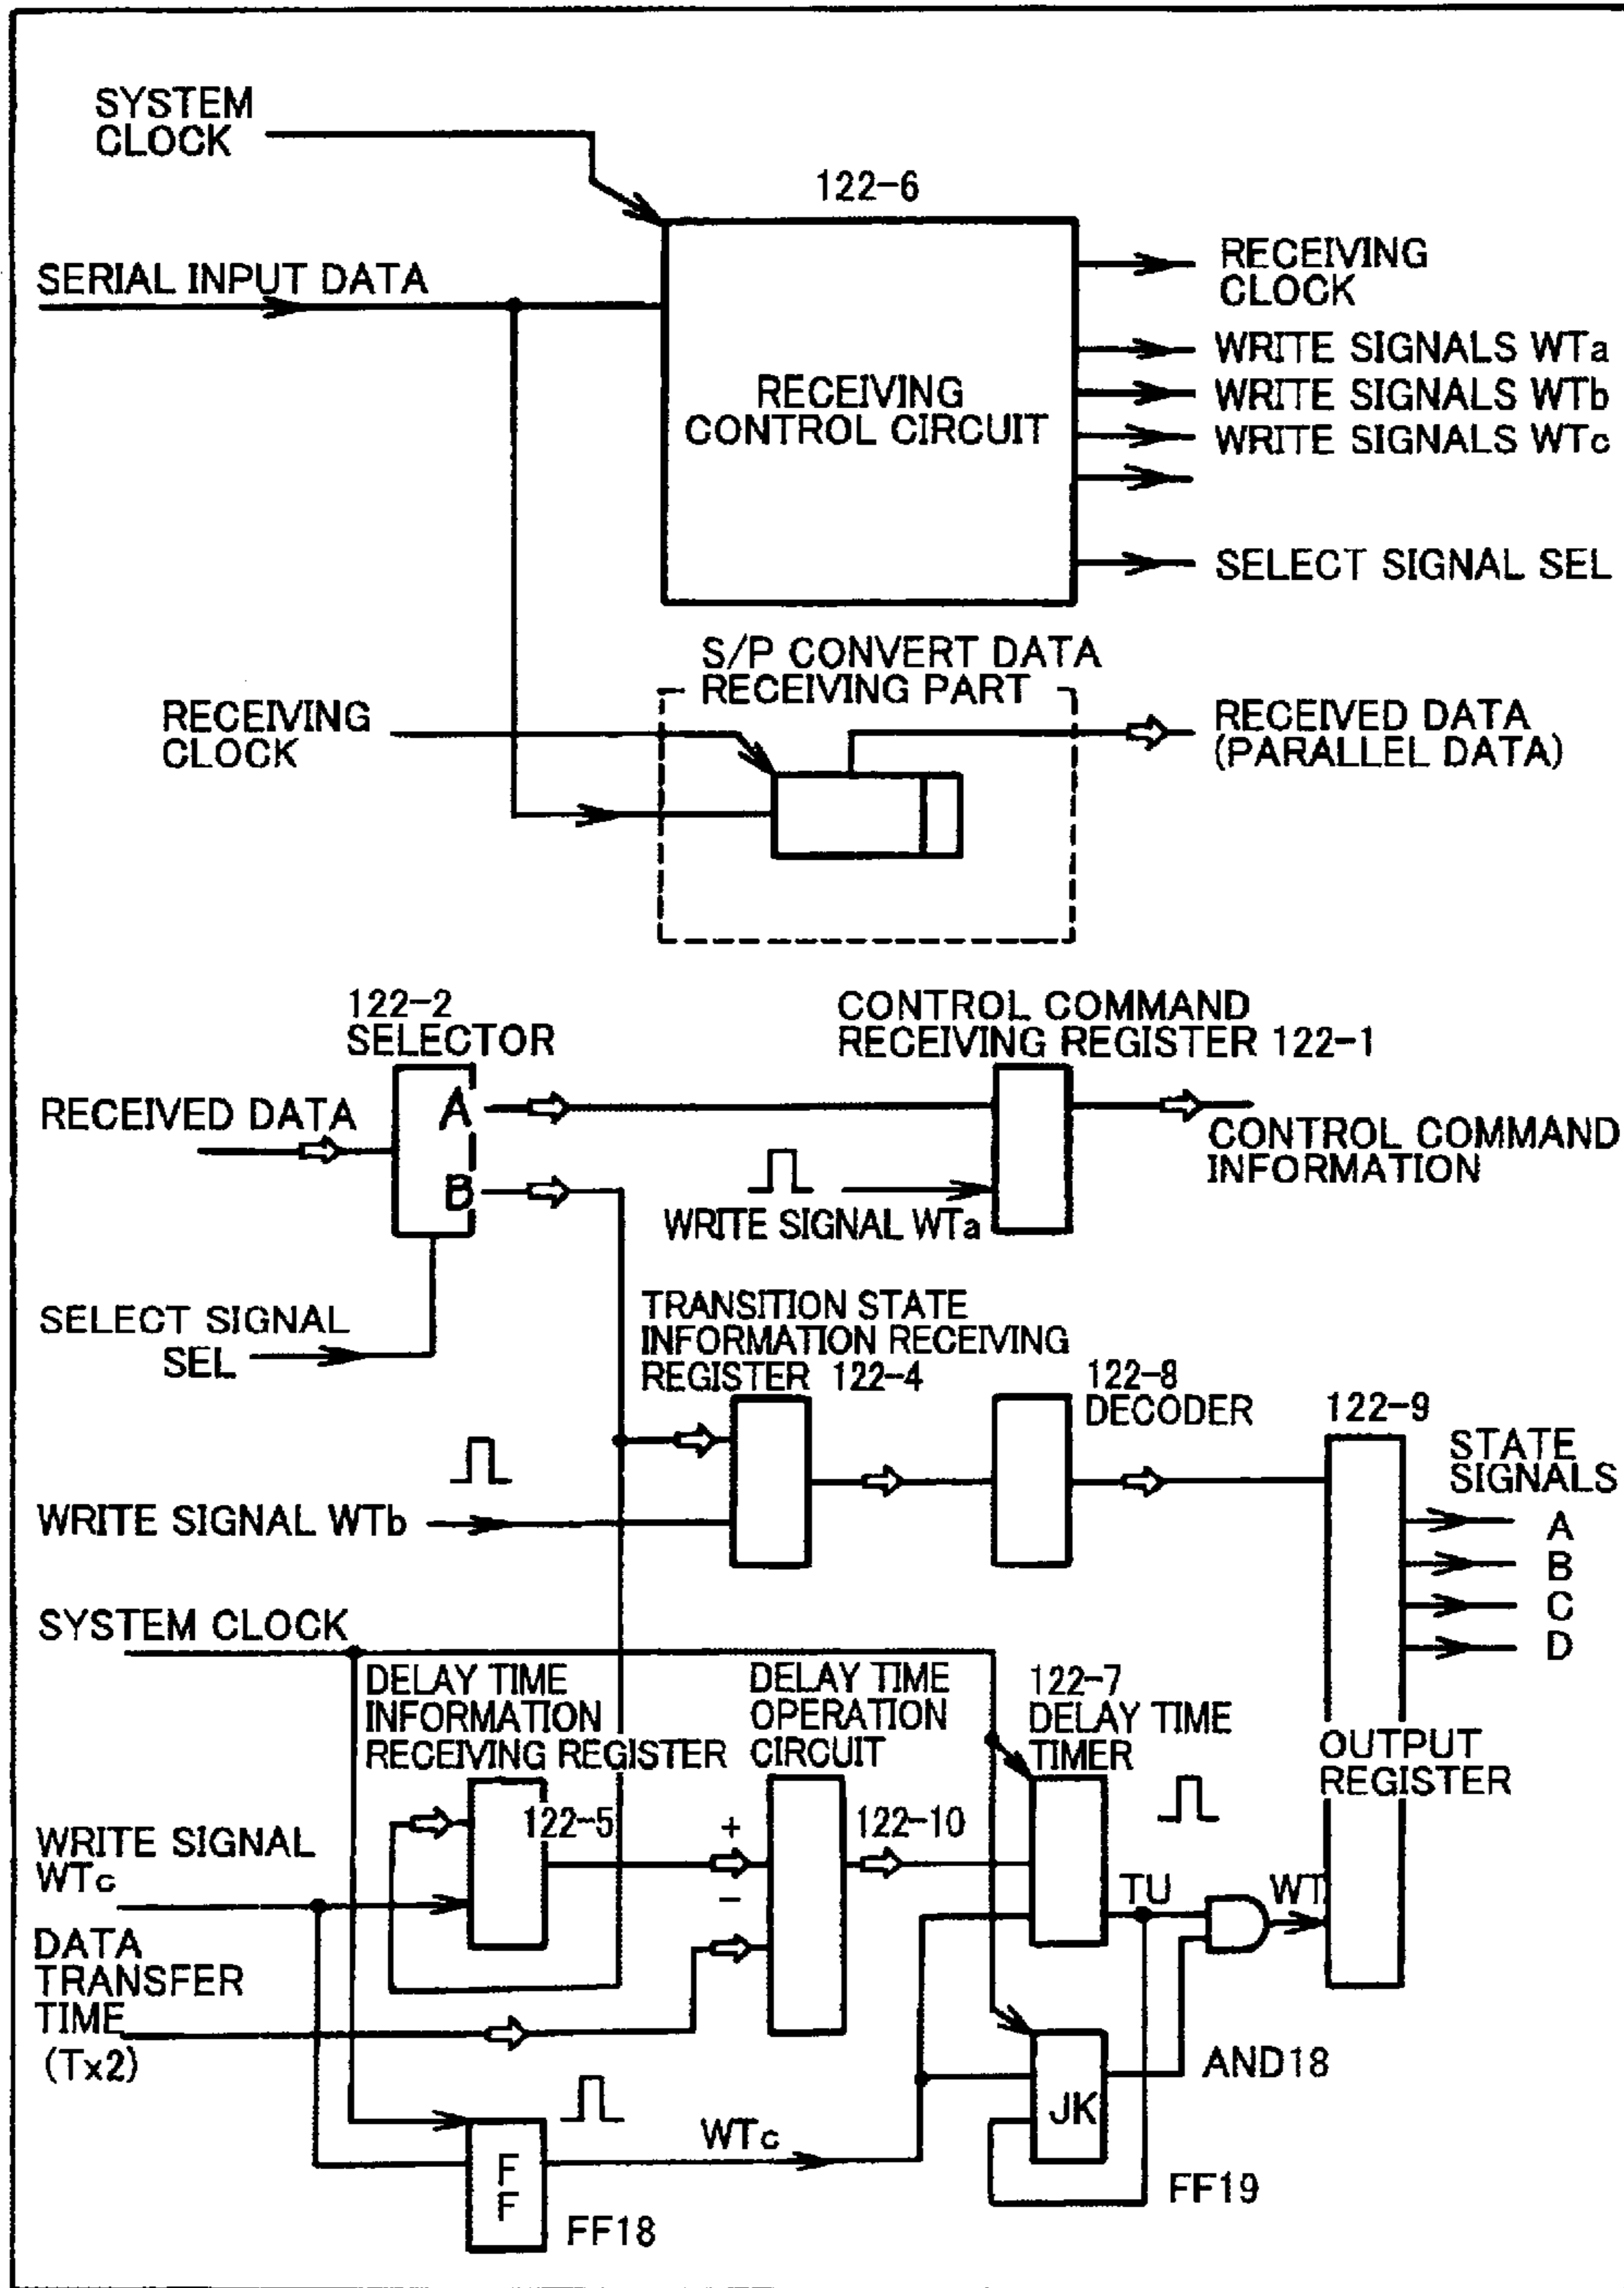 SYSTEM
CLOCK
122-6
SERIAL INPUT DATA
RECEIVING
CONTROL CIRCUIT
RECEIVING
CLOCK
WRITE SIGNALS WTa
WRITE SIGNALS WTb
WRITE SIGNALS WTc
SELECT SIGNAL SEL
S/P CONVERT DATA
RECEIVING PART
RECEIVING
CLOCK
RECEIVED DATA
(PARALLEL DATA)
122-2
SELECTOR
CONTROL COMMAND
RECEIVING REGISTER 122-1
RECEIVED DATA
A
B
CONTROL COMMAND
INFORMATION
WRITE SIGNAL WTa
SELECT SIGNAL
SEL
TRANSITION STATE
INFORMATION RECEIVING
REGISTER 122-4
122-8
DECODER
122-9
STATE
SIGNALS
WRITE SIGNAL WTb
A
B
C
D
SYSTEM CLOCK
DELAY TIME
INFORMATION
RECEIVING REGISTER
DELAY TIME
OPERATION
CIRCUIT
122-7
DELAY TIME
TIMER
OUTPUT
REGISTER
122-5
+
-
122-10
WRITE SIGNAL
WTc
TU
WT
DATA
TRANSFER
TIME
(Tx2)
AND18
JK
WTc
F
F
FF19
FF18